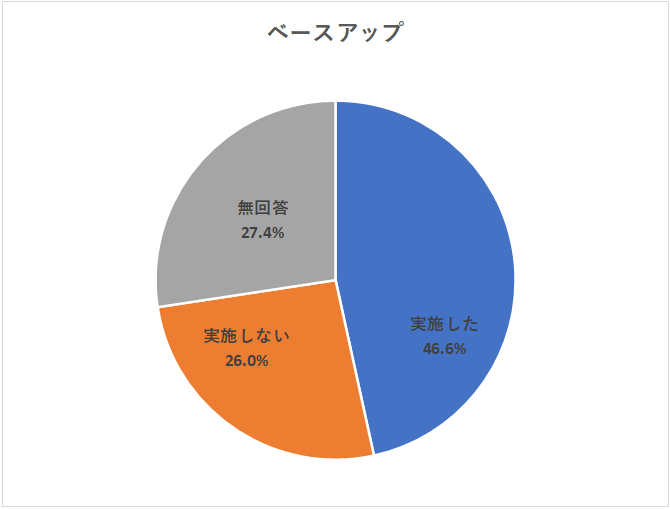 ベースアップ
無回答
27.4%
実施した
46.6%
実施しない
26.0%